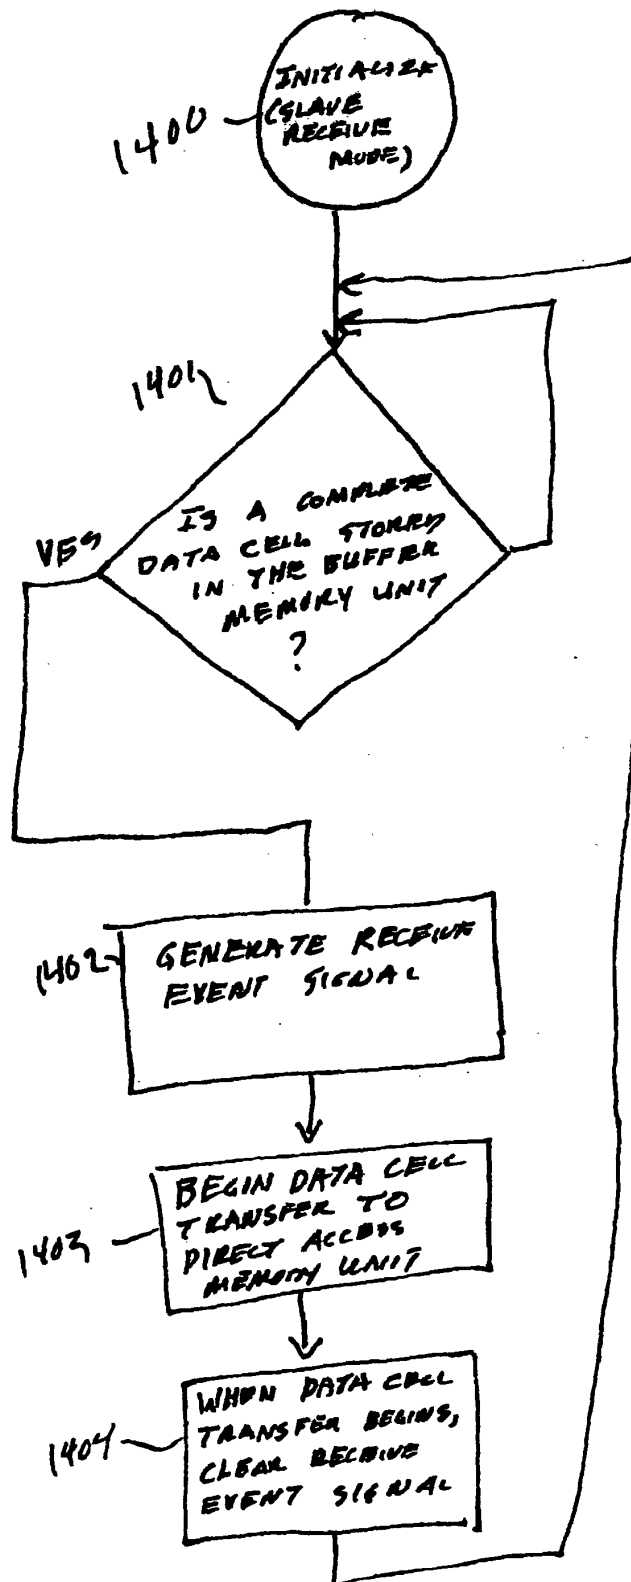 INITIALIZE
(SLAVE
RECEIVE
MODE)
1400
1401
YES
IS A COMPLETE
DATA CELL STORED
IN THE BUFFER
MEMORY UNIT
?
1402
GENERATE RECEIVE
EVENT SIGNAL
1403
BEGIN DATA CELL
TRANSFER TO
DIRECT ACCESS
MEMORY UNIT
1404
WHEN DATA CELL
TRANSFER BEGINS,
CLEAR RECEIVE
EVENT SIGNAL